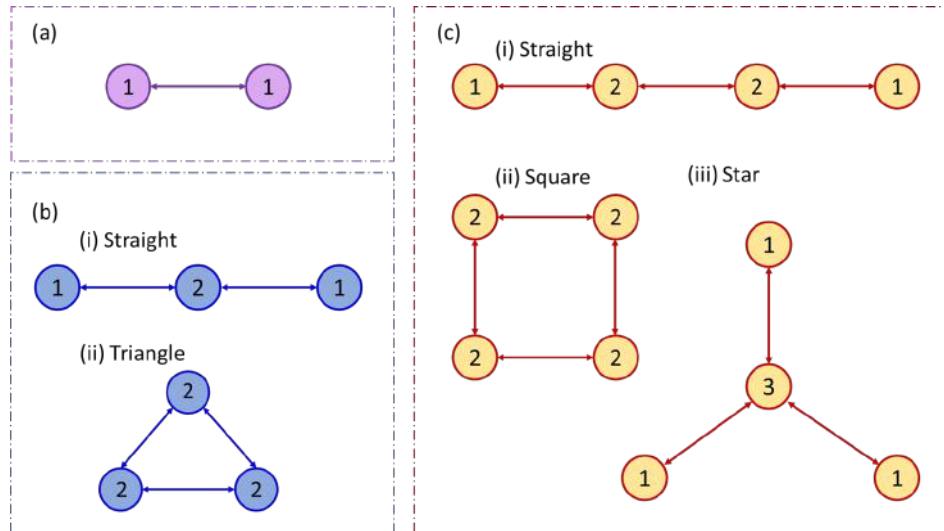 (a)
1 1
(b)
(i) Straight
1 2 1
(ii) Triangle
2
2 2
(c)
(i) Straight
1 2 2 1
(ii) Square
2 2
2 2
(iii) Star
1
3
1 1